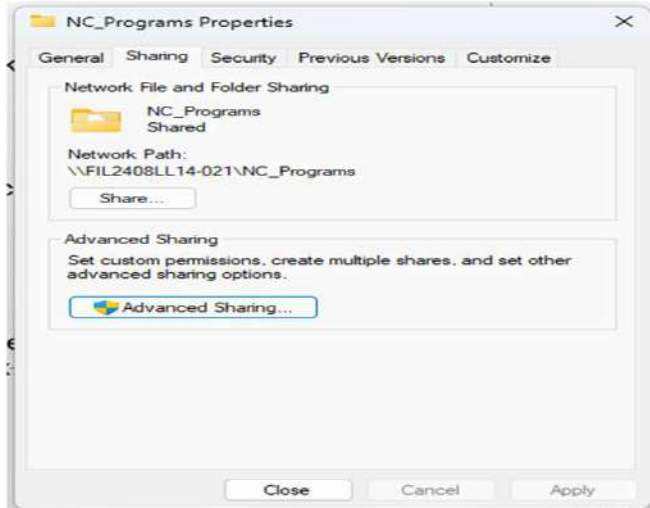 NC_Programs Properties
General Sharing Security Previous Versions Customize
Network File and Folder Sharing
NC_Programs
Shared
Network Path:
\\FIL2408LL14-021\NC_Programs
Share...
Advanced Sharing
Set custom permissions, create multiple shares, and set other
advanced sharing options.
Advanced Sharing...
Close Cancel Apply